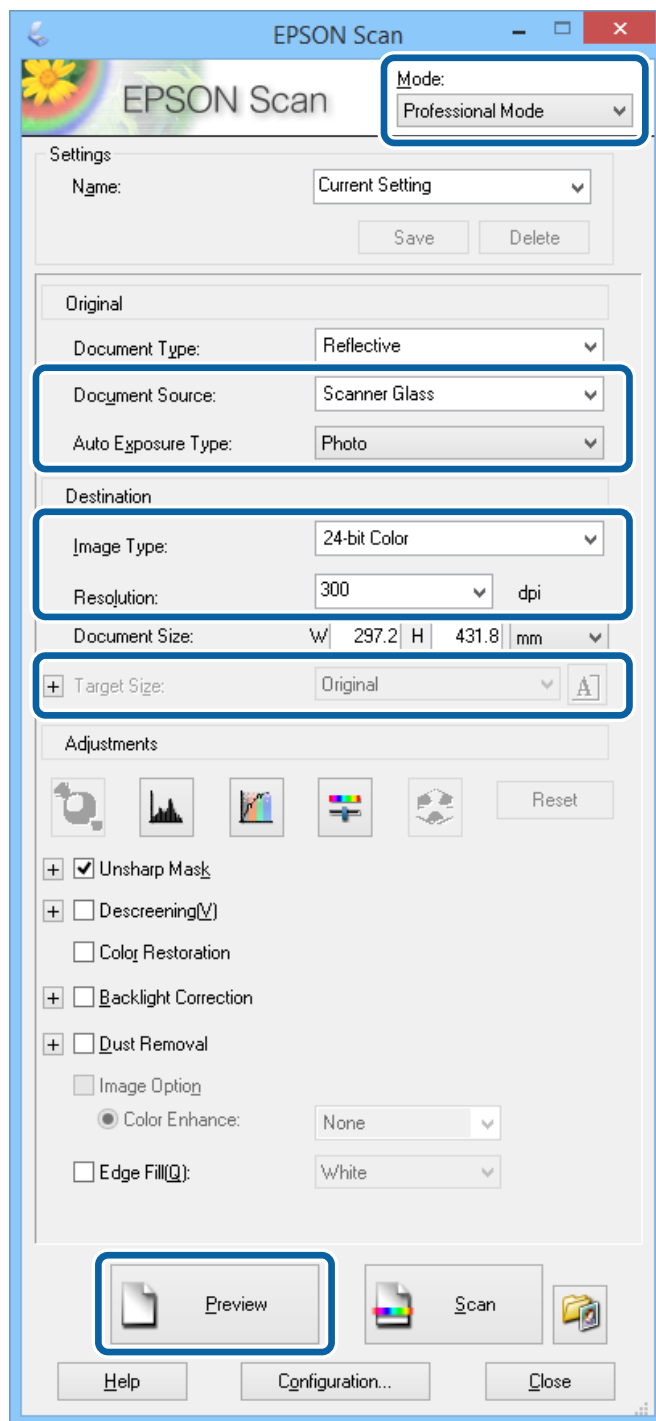 EPSON Scan
EPSON Scan
Mode:
Professional Mode
Settings
Name: Current Setting
Save Delete
Original
Document Type: Reflective
Document Source: Scanner Glass
Auto Exposure Type: Photo
Destination
Image Type: 24-bit Color
Resolution: 300 dpi
Document Size: W 297.2 H 431.8 mm
+ Target Size: Original A
Adjustments
Reset
+ Unsharp Mask
+ Descreening(V)
Color Restoration
+ Backlight Correction
+ Dust Removal
Image Option
Color Enhance: None
Edge Fill(Q): White
Preview Scan
Help Configuration... Close